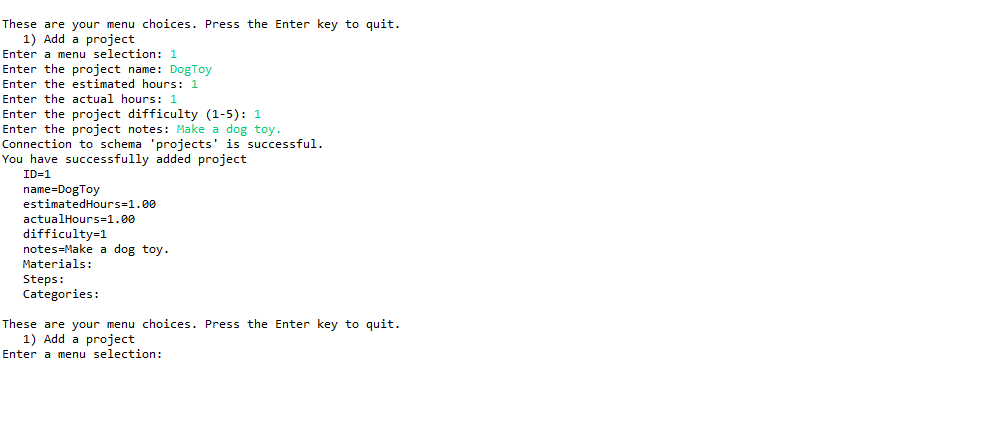 These are your menu choices. Press the Enter key to quit.
   1) Add a project
Enter a menu selection: 1
Enter the project name: DogToy
Enter the estimated hours: 1
Enter the actual hours: 1
Enter the project difficulty (1-5): 1
Enter the project notes: Make a dog toy.
Connection to schema 'projects' is successful.
You have successfully added project
   ID=1
   name=DogToy
   estimatedHours=1.00
   actualHours=1.00
   difficulty=1
   notes=Make a dog toy.
   Materials:
   Steps:
   Categories:

These are your menu choices. Press the Enter key to quit.
   1) Add a project
Enter a menu selection: